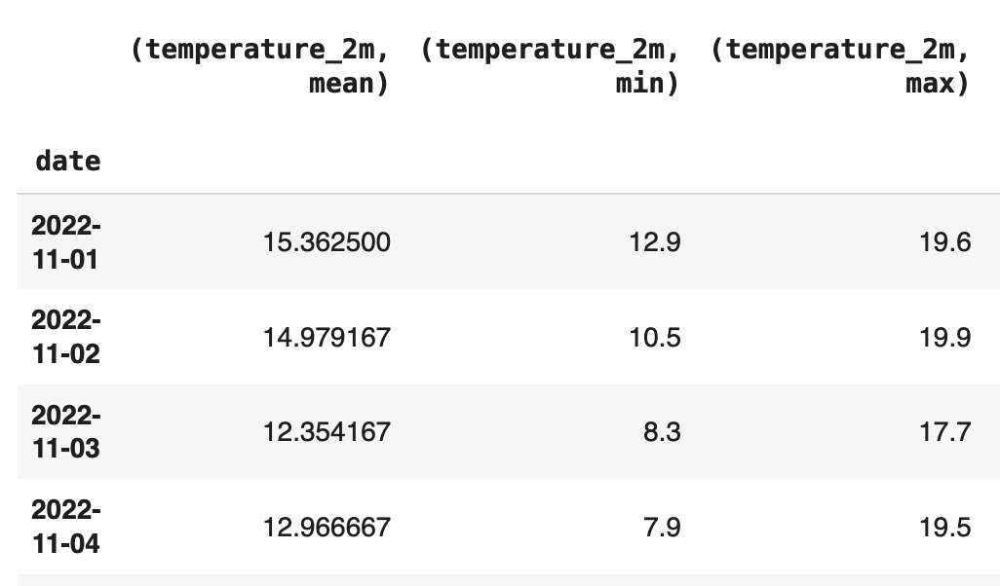 (temperature_2m, (temperature_2m, (temperature_2m,
mean) min) max)
date
2022-
11-01 15.362500 12.9 19.6
2022-
11-02 14.979167 10.5 19.9
2022-
11-03 12.354167 8.3 17.7
2022-
11-04 12.966667 7.9 19.5